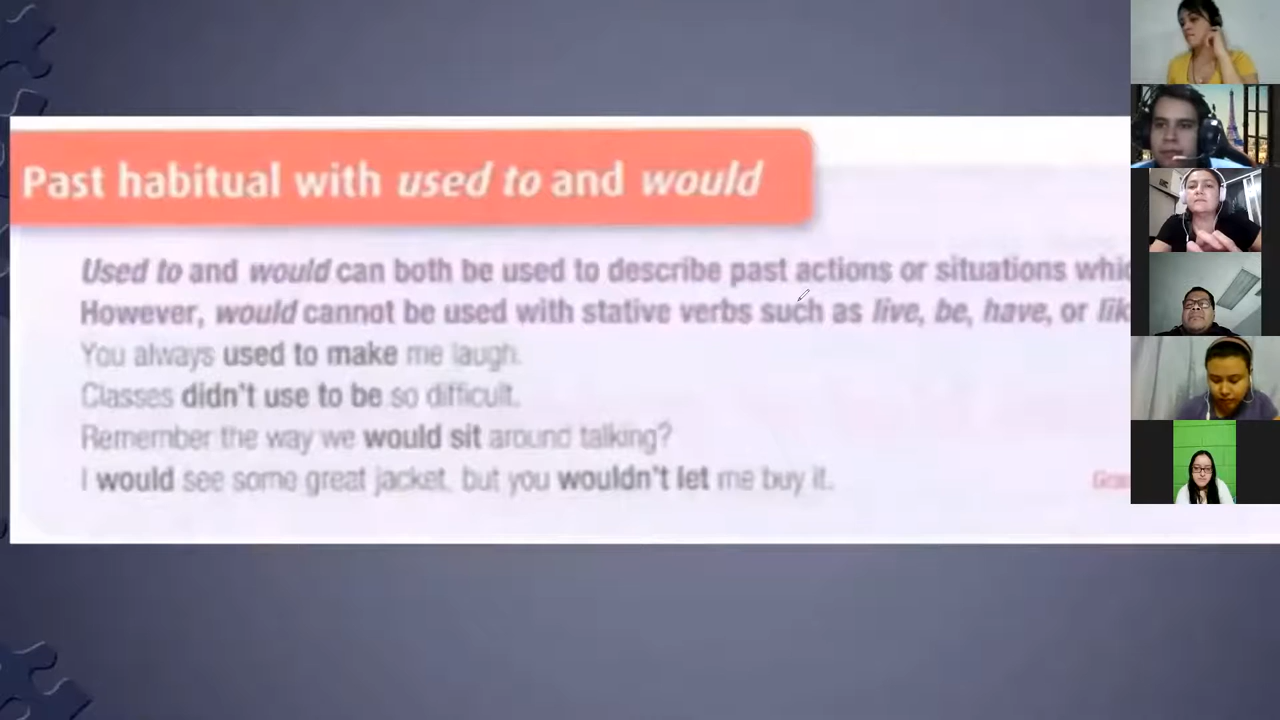 Past habitual with used to and would
Used to and would can both be used to describe past actions or situations
However, would cannot be used with stative verbs such as live, be, have, or
You always used to make me laugh.
Classes didn't use to be so difficult.
Remember the way we would sit around talking?
I would see some great jacket, but you wouldn't let me buy it.